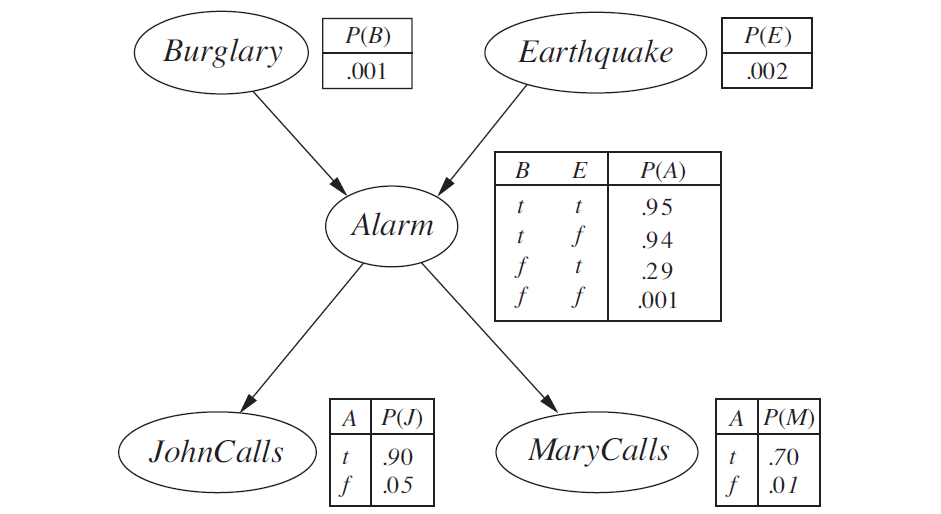 Burglary
P(B)
.001
Earthquake
P(E)
.002
B E P(A)
t t .95
t f .94
f t .29
f f .001
Alarm
JohnCalls
A P(J)
t .90
f .05
MaryCalls
A P(M)
t .70
f .01